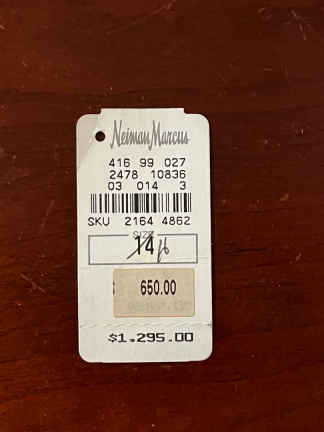 Neiman Marcus
416 99 027
2478 10836
03 014 3
SKU 2164 4862
SIZE
14 16
650.00
$1,295.00